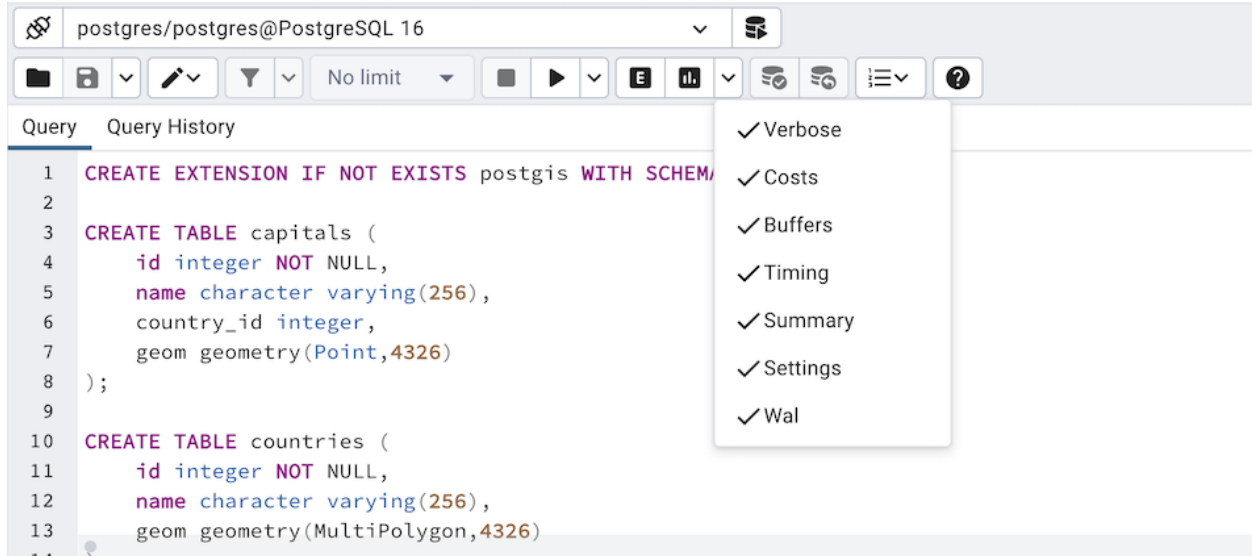 postgres/postgres@PostgreSQL 16
No limit
E
Query Query History
Verbose
Costs
Buffers
Timing
Summary
Settings
Wal
1 CREATE EXTENSION IF NOT EXISTS postgis WITH SCHEM
2
3 CREATE TABLE capitals (
4 id integer NOT NULL,
5 name character varying(256),
6 country_id integer,
7 geom geometry(Point,4326)
8 );
9
10 CREATE TABLE countries (
11 id integer NOT NULL,
12 name character varying(256),
13 geom geometry(MultiPolygon,4326)